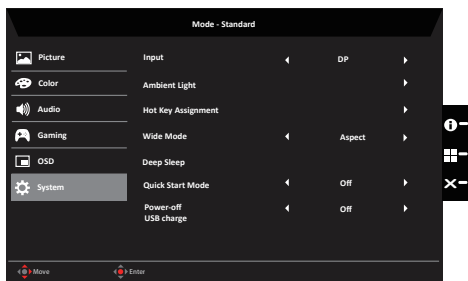 Mode - Standard
Picture
Input
DP
Color
Ambient Light
Audio
Hot Key Assignment
Gaming
Wide Mode
Aspect
OSD
Deep Sleep
System
Quick Start Mode
Off
Power-off
USB charge
Off
Move
Enter